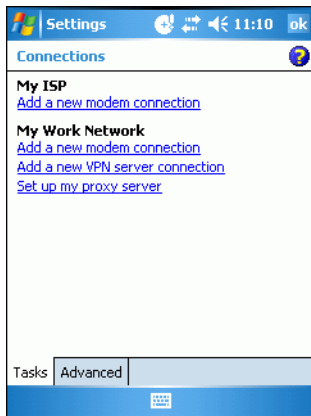 Settings 11:10 ok
Connections ?
My ISP
Add a new modem connection
My Work Network
Add a new modem connection
Add a new VPN server connection
Set up my proxy server
Tasks Advanced